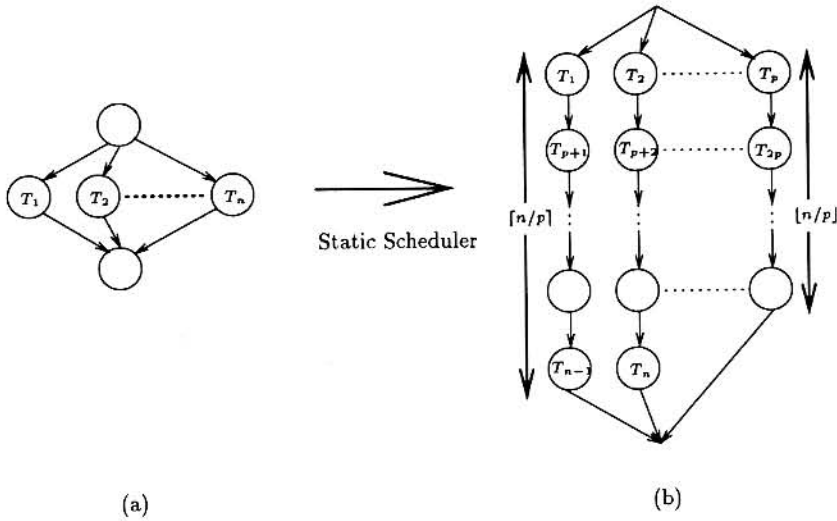 T₁ T₂ Tₙ
(a)
Static Scheduler
T₁ T₂ Tₚ
Tₚ₊₁ Tₚ₊₂ T₂ₚ
⌈n/p⌉
⌊n/p⌋
Tₙ₋₁ Tₙ
(b)